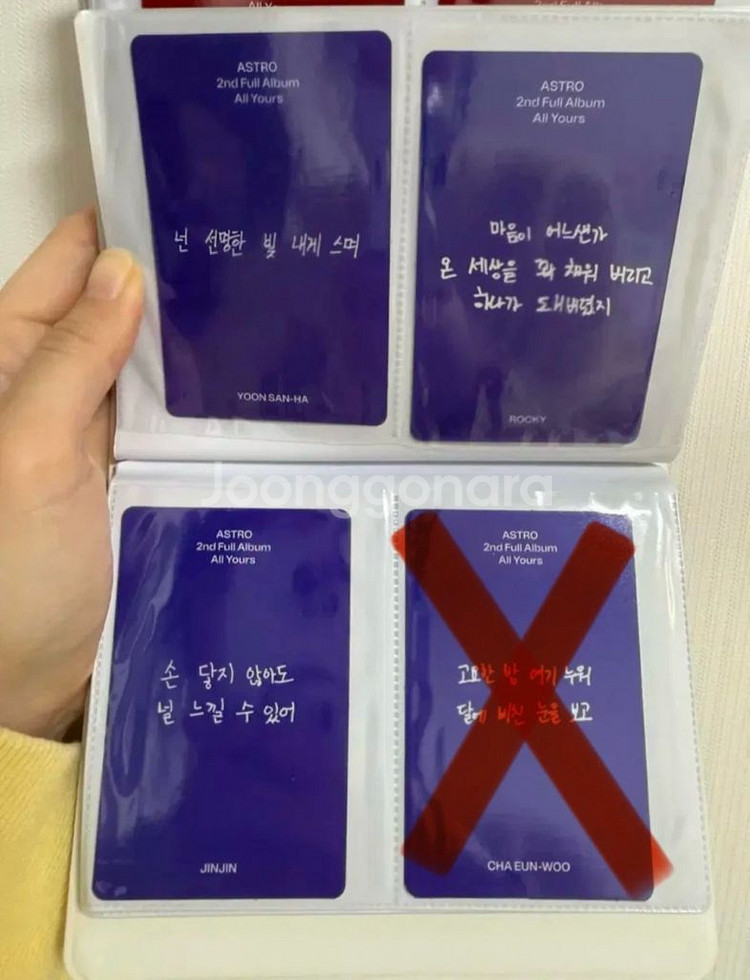 All Y
2nd Full Alb
ASTRO
2nd Full Album
All Yours
넌 선명한 빛 내게 스며
YOON SAN-HA
ASTRO
2nd Full Album
All Yours
마음이 어느샌가
온 세상을 꽉 채워 버리고
하나가 돼버렸지
ROCKY
Joonggonara
ASTRO
2nd Full Album
All Yours
손 닿지 않아도
널 느낄 수 있어
JINJIN
ASTRO
2nd Full Album
All Yours
고요한 밤 여기 누워
달에 비친 눈을 보고
CHA EUN-WOO